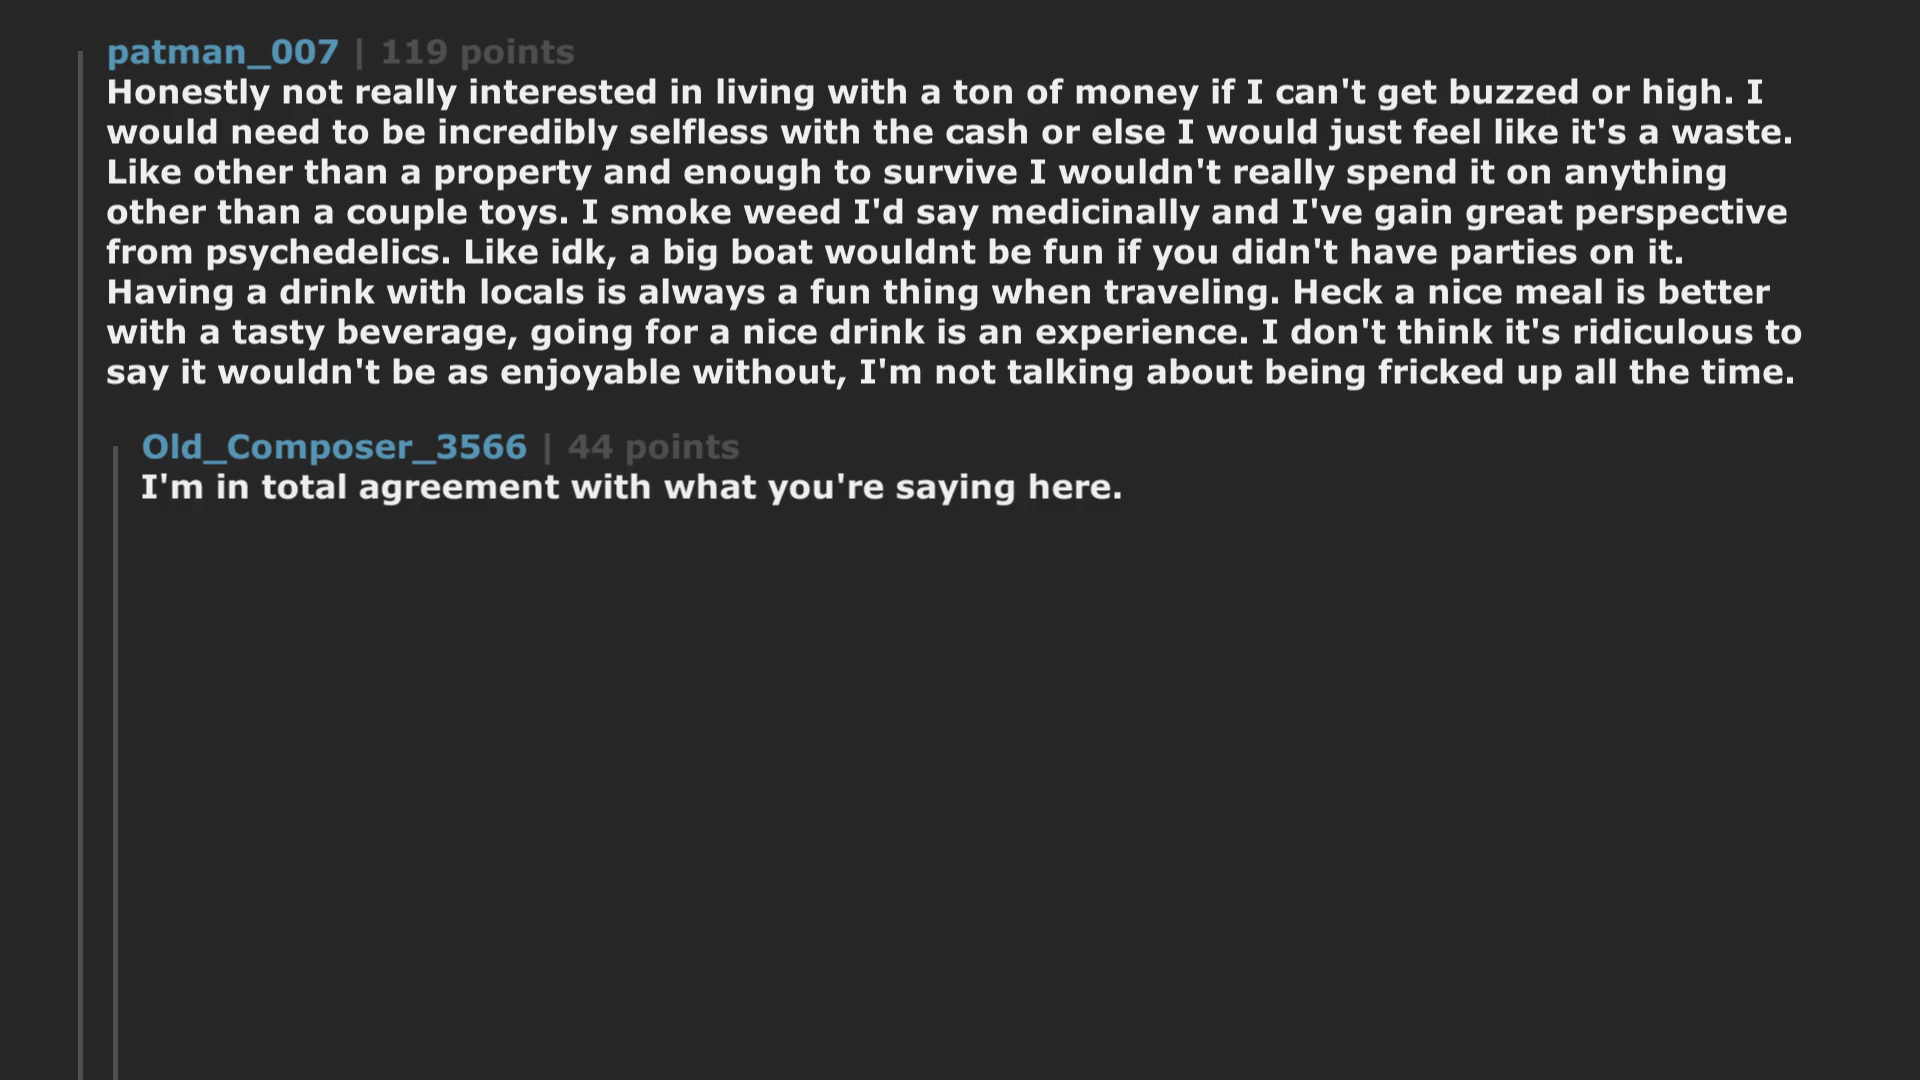 patman_007 | 119 points
Honestly not really interested in living with a ton of money if I can't get buzzed or high. I
would need to be incredibly selfless with the cash or else I would just feel like it's a waste.
Like other than a property and enough to survive I wouldn't really spend it on anything
other than a couple toys. I smoke weed I'd say medicinally and I've gain great perspective
from psychedelics. Like idk, a big boat wouldnt be fun if you didn't have parties on it.
Having a drink with locals is always a fun thing when traveling. Heck a nice meal is better
with a tasty beverage, going for a nice drink is an experience. I don't think it's ridiculous to
say it wouldn't be as enjoyable without, I'm not talking about being fricked up all the time.
Old_Composer_3566 | 44 points
I'm in total agreement with what you're saying here.